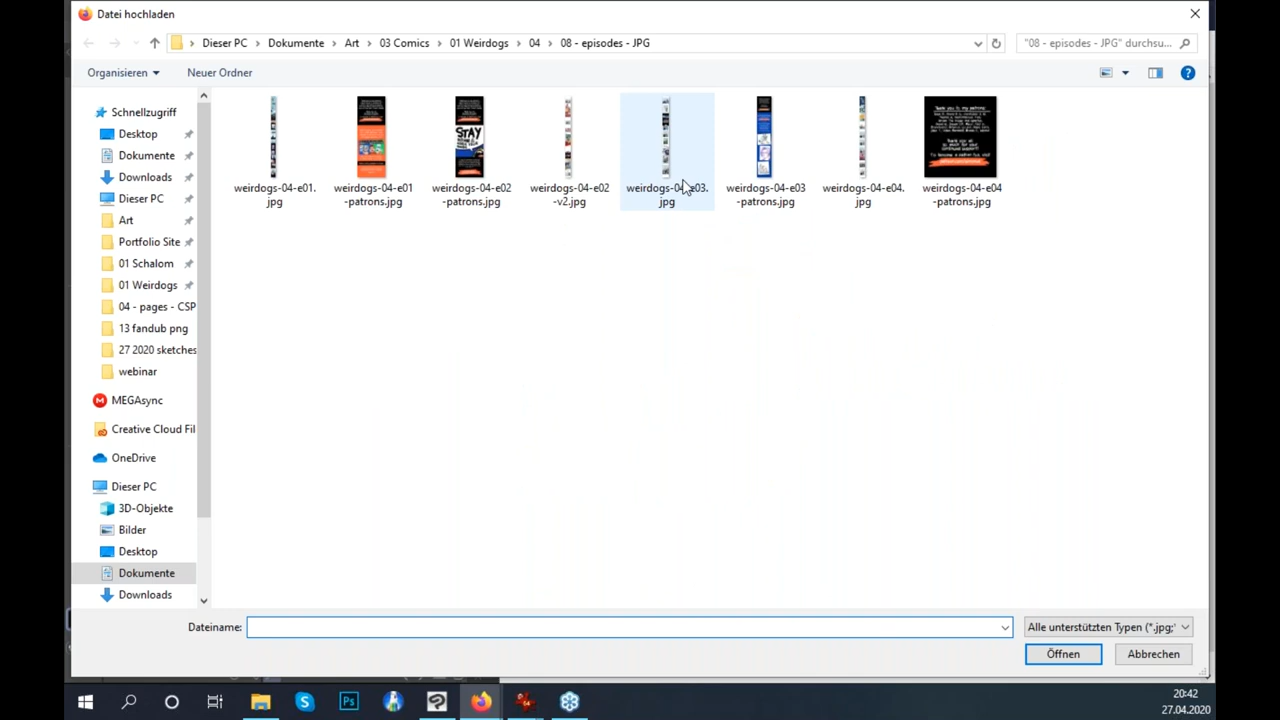 Datei hochladen
Dieser PC > Dokumente > Art > 03 Comics > 01 Weirdogs > 04 > 08 - episodes - JPG
"08 - episodes - JPG" durchsu...
Organisieren
Neuer Ordner
Schnellzugriff
Desktop
Dokumente
Downloads
Dieser PC
Art
Portfolio Site
01 Schalom
01 Weirdogs
04 - pages - CSP
13 fandub png
27 2020 sketches
webinar
MEGAsync
Creative Cloud Fil
OneDrive
Dieser PC
3D-Objekte
Bilder
Desktop
Dokumente
Downloads
STAY
weirdogs-04-e01.
jpg
weirdogs-04-e01
-patrons.jpg
weirdogs-04-e02
-patrons.jpg
weirdogs-04-e02
-v2.jpg
weirdogs-04-e03.
jpg
weirdogs-04-e03
-patrons.jpg
weirdogs-04-e04.
jpg
weirdogs-04-e04
-patrons.jpg
Dateiname:
Alle unterstützten Typen (*.jpg;*
Öffnen
Abbrechen
Ps
20:42
27.04.2020